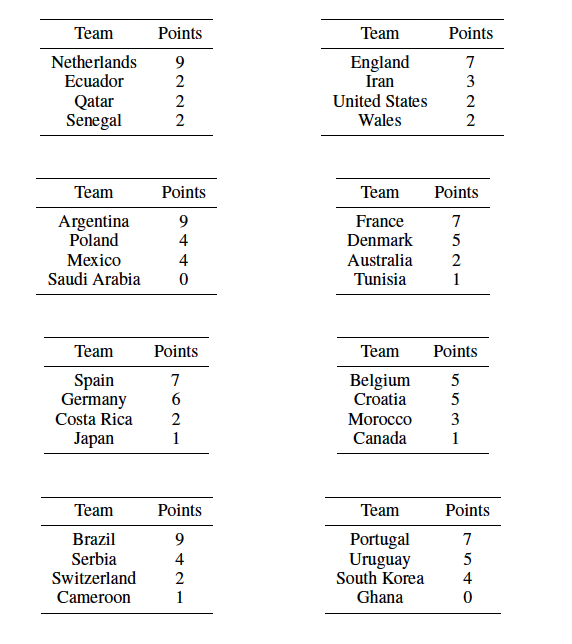 Team Points
Netherlands 9
Ecuador 2
Qatar 2
Senegal 2
Team Points
England 7
Iran 3
United States 2
Wales 2
Team Points
Argentina 9
Poland 4
Mexico 4
Saudi Arabia 0
Team Points
France 7
Denmark 5
Australia 2
Tunisia 1
Team Points
Spain 7
Germany 6
Costa Rica 2
Japan 1
Team Points
Belgium 5
Croatia 5
Morocco 3
Canada 1
Team Points
Brazil 9
Serbia 4
Switzerland 2
Cameroon 1
Team Points
Portugal 7
Uruguay 5
South Korea 4
Ghana 0